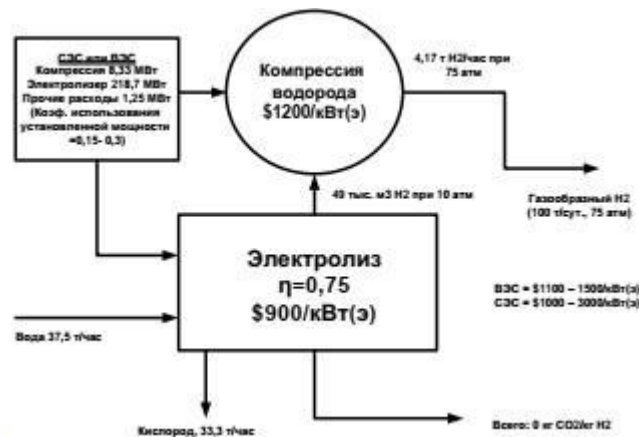 СЭС или ВЭС
Компрессия 8,33 МВт
Электролизер 218,7 МВт
Прочие расходы 1,25 МВт
(Коэф. использования
установленной мощности
=0,15- 0,3)
Компрессия
водорода
$1200/кВт(э)
4,17 т H2/час при
75 атм
49 тыс. м3 H2 при 10 атм
Газообразный H2
(100 т/сут., 75 атм)
Электролиз
η=0,75
$900/кВт(э)
ВЭС = $1100 – 1500/кВт(э)
СЭС = $1000 – 3000/кВт(э)
Вода 37,5 т/час
Кислород, 33,3 т/час
Всего: 0 кг CO2/кг H2